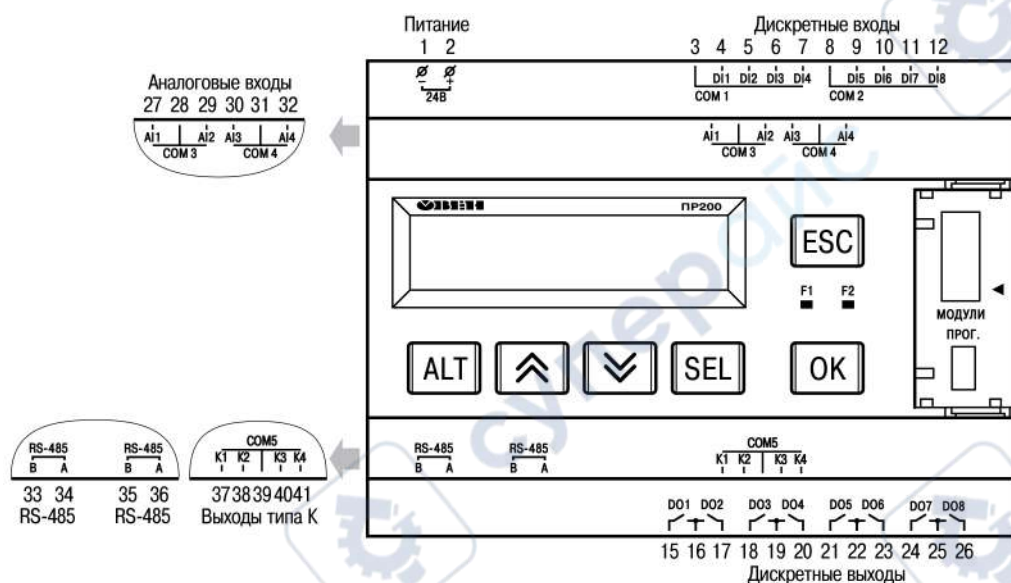 Питание
1 2
24В
Дискретные входы
3 4 5 6 7 8 9 10 11 12
DI1 DI2 DI3 DI4 DI5 DI6 DI7 DI8
COM 1 COM 2
Аналоговые входы
27 28 29 30 31 32
AI1 AI2 AI3 AI4
COM 3 COM 4
AI1 AI2 AI3 AI4
COM 3 COM 4
ОВЕН ПР200
ESC
F1 F2
МОДУЛИ
ПРОГ.
ALT SEL OK
суперайс
RS-485 RS-485
B A B A
33 34 35 36
RS-485 RS-485
COM5
K1 K2 K3 K4
37 38 39 40 41
Выходы типа К
RS-485 RS-485
B A B A
COM5
K1 K2 K3 K4
DO1 DO2 DO3 DO4 DO5 DO6 DO7 DO8
15 16 17 18 19 20 21 22 23 24 25 26
Дискретные выходы